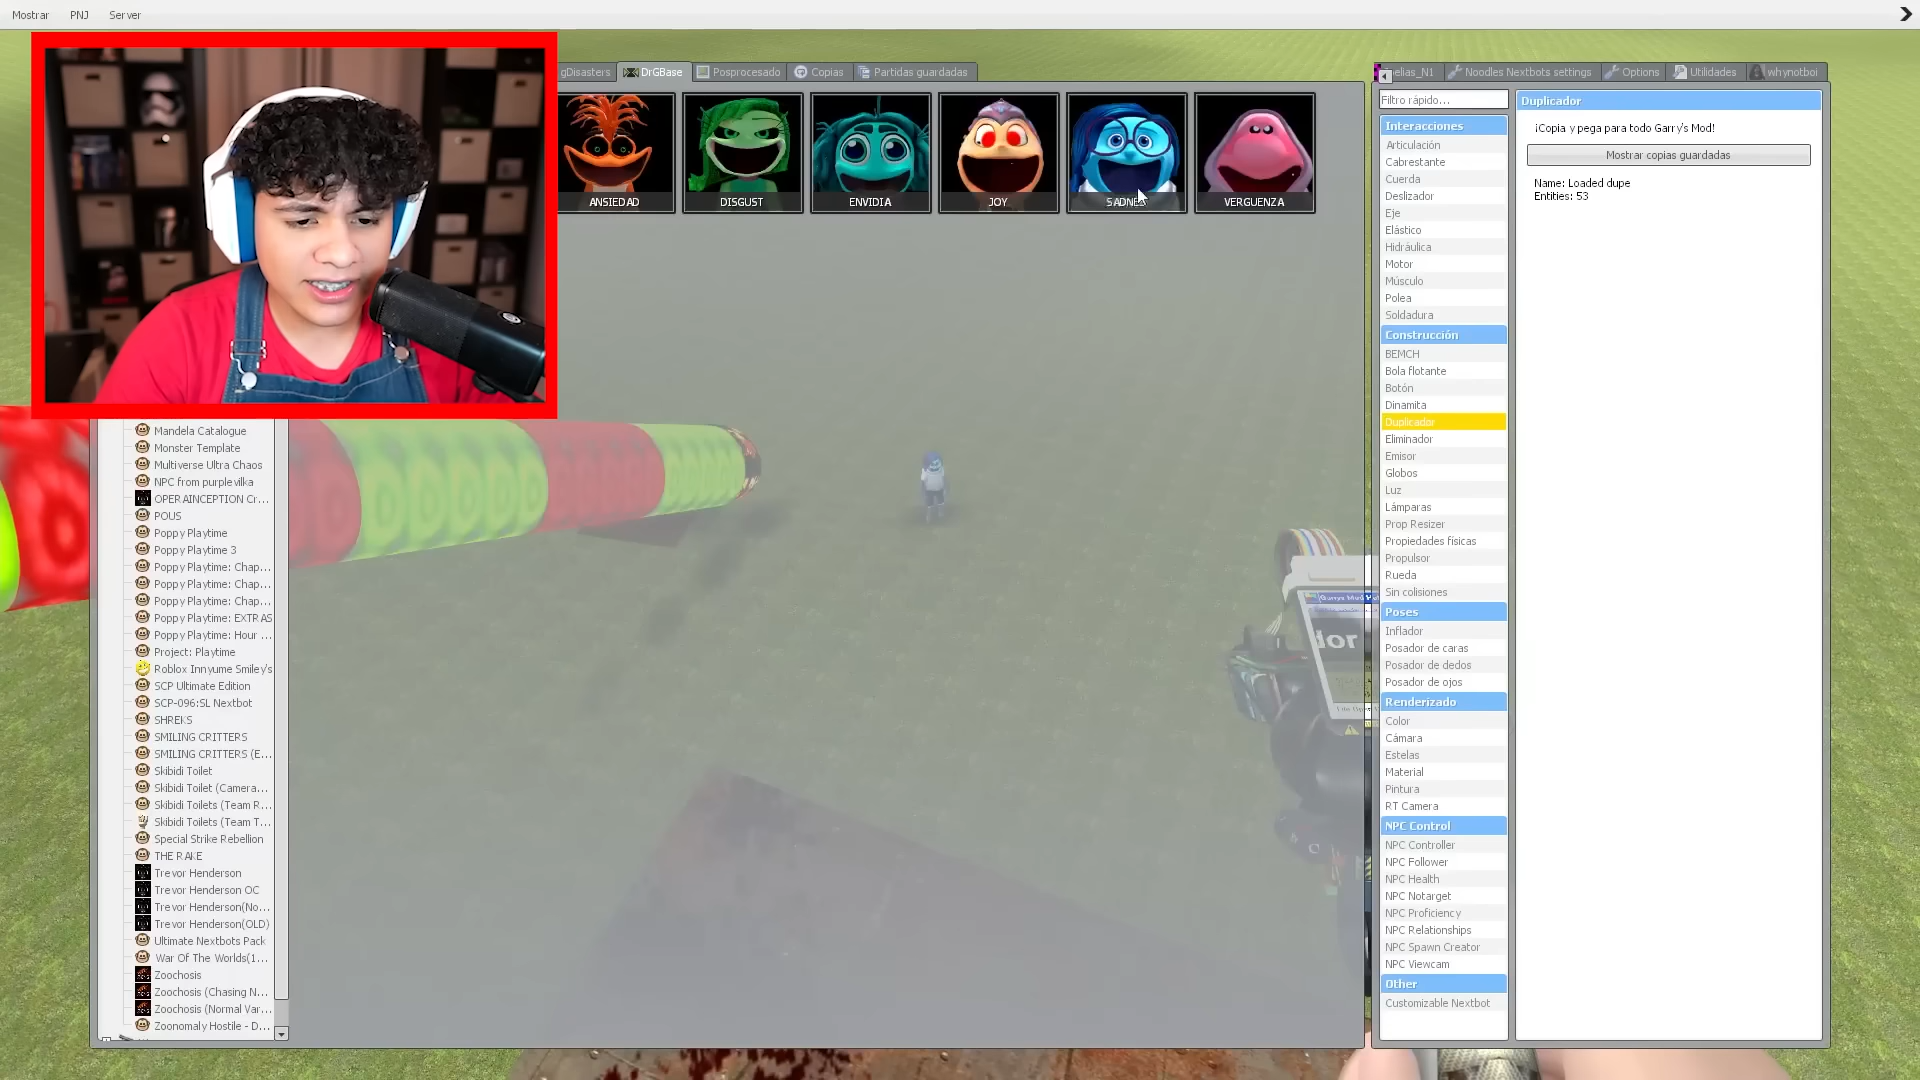 Mostrar PNJ Server
gDisasters DrGBase Posprocesado Copias Partidas guardadas
elias_N1 Noodles Nextbots settings Options Utilidades whynotboi
ANSIEDAD DISGUST ENVIDIA JOY VERGUENZA
Mandela Catalogue
Monster Template
Multiverse Ultra Chaos
NPC from purplevilka
OPERAINCEPTION Cr...
POUS
Poppy Playtime
Poppy Playtime 3
Poppy Playtime: Chap...
Poppy Playtime: Chap...
Poppy Playtime: Chap...
Poppy Playtime: EXTRAS
Poppy Playtime: Hour ...
Project: Playtime
Roblox Innyume Smiley's
SCP Ultimate Edition
SCP-096:SL Nextbot
SHREKS
SMILING CRITTERS
SMILING CRITTERS (E...
Skibidi Toilet
Skibidi Toilet (Camera...
Skibidi Toilets (Team R...
Skibidi Toilets (Team T...
Special Strike Rebellion
THE RAKE
Trevor Henderson
Trevor Henderson OC
Trevor Henderson(No...
Trevor Henderson(OLD)
Ultimate Nextbots Pack
War Of The Worlds(1...
Zoochosis
Zoochosis (Chasing N...
Zoochosis (Normal Var...
Zoonomaly Hostile - D...
dor
Filtro rápido...
Interacciones
Articulación
Cabrestante
Cuerda
Deslizador
Eje
Elástico
Hidráulica
Motor
Músculo
Polea
Soldadura
Construcción
BEMCH
Bola flotante
Botón
Dinamita
Duplicador
Eliminador
Emisor
Globos
Luz
Lámparas
Prop Resizer
Propiedades físicas
Propulsor
Rueda
Sin colisiones
Poses
Inflador
Posador de caras
Posador de dedos
Posador de ojos
Renderizado
Color
Cámara
Estelas
Material
Pintura
RT Camera
NPC Control
NPC Controller
NPC Follower
NPC Health
NPC Notarget
NPC Proficiency
NPC Relationships
NPC Spawn Creator
NPC Viewcam
Other
Customizable Nextbot
Duplicador
¡Copia y pega para todo Garry's Mod!
Mostrar copias guardadas
Name: Loaded dupe
Entities: 53